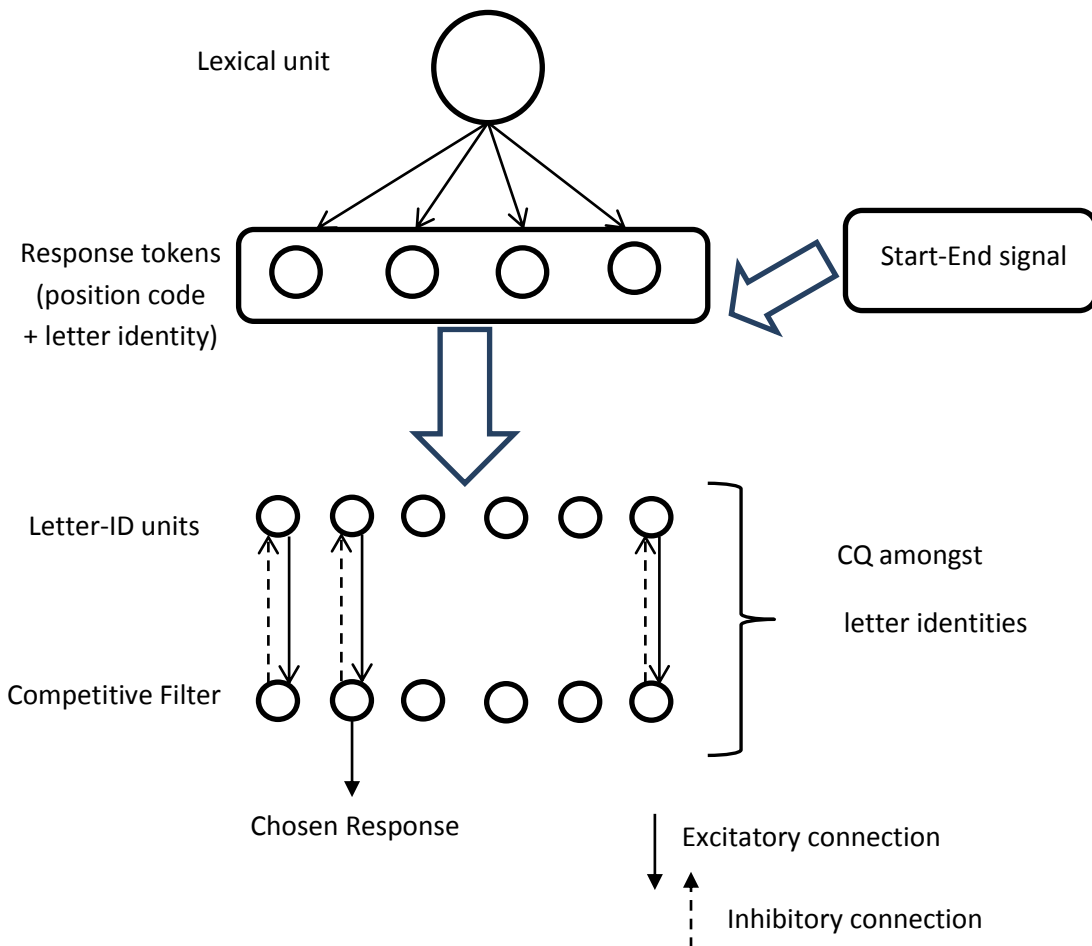 Lexical unit
Response tokens
(position code
+ letter identity)
Start-End signal
Letter-ID units
CQ amongst
letter identities
Competitive Filter
Chosen Response
Excitatory connection
Inhibitory connection